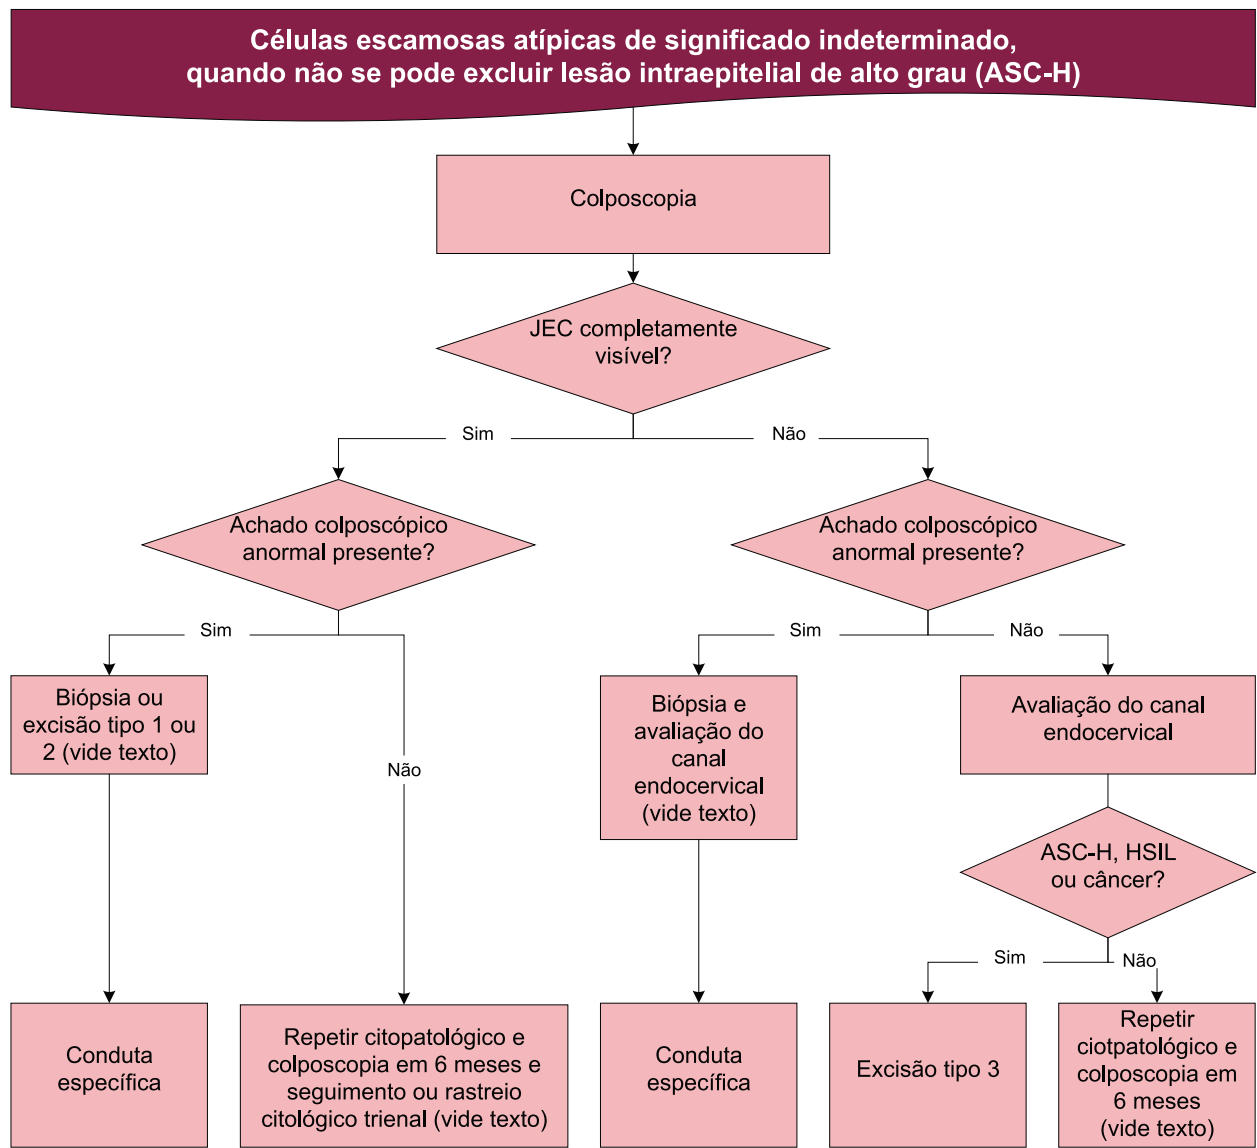 Células escamosas atípicas de significado indeterminado,
quando não se pode excluir lesão intraepitelial de alto grau (ASC-H)
Colposcopia
JEC completamente
visível?
Sim
Não
Achado colposcópico
anormal presente?
Achado colposcópico
anormal presente?
Sim
Não
Sim
Não
Biópsia ou
excisão tipo 1 ou
2 (vide texto)
Biópsia e
avaliação do
canal
endocervical
(vide texto)
Avaliação do canal
endocervical
ASC-H, HSIL
ou câncer?
Sim
Não
Conduta
específica
Repetir citopatológico e
colposcopia em 6 meses e
seguimento ou rastreio
citológico trienal (vide texto)
Conduta
específica
Excisão tipo 3
Repetir
ciotpatológico e
colposcopia em
6 meses
(vide texto)